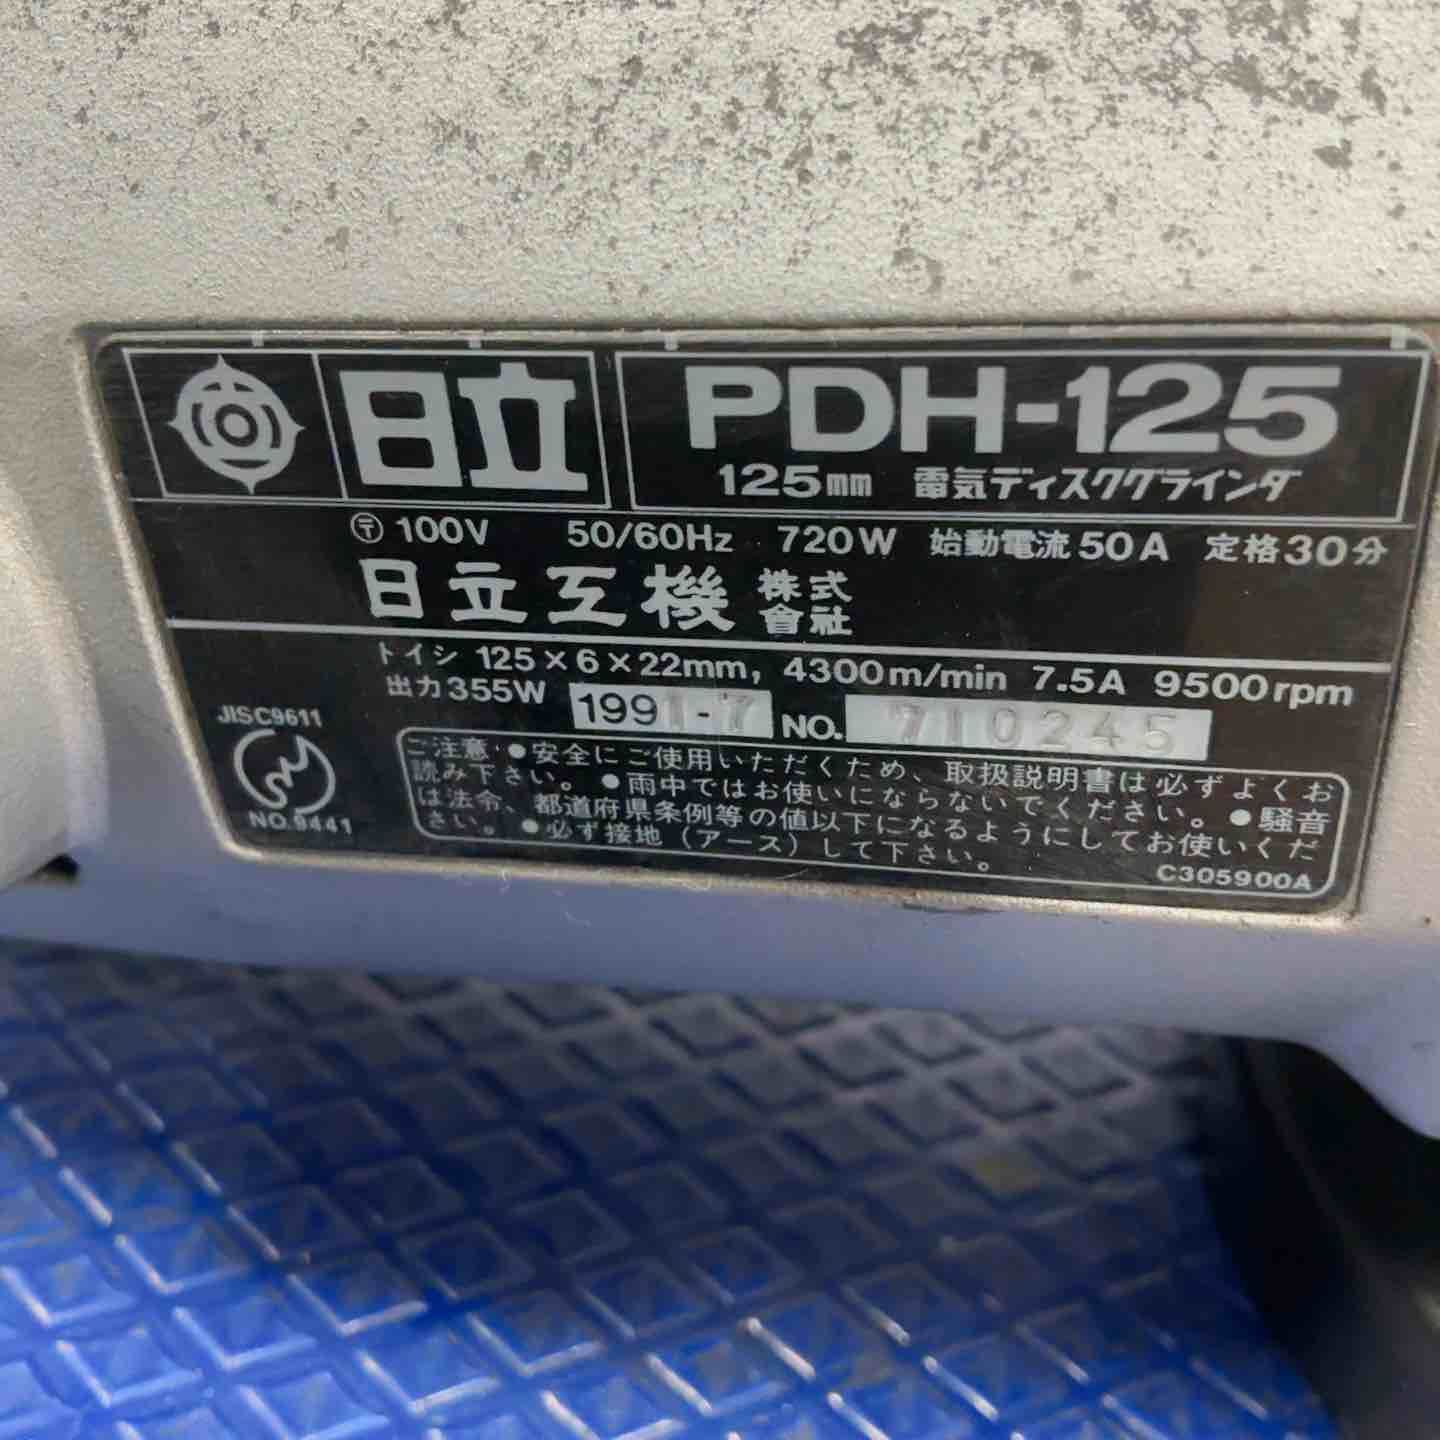 日立 PDH-125
125mm 電気ディスクグラインダ
〒 100V 50/60Hz 720W 始動電流50A 定格30分
日立工機 株式會社
トイシ 125×6×22mm, 4300m/min 7.5A 9500rpm
出力355W 1991-7 NO. 710245
JISC9611
NO.9441
ご注意 ●安全にご使用いただくため、取扱説明書は必ずよくお
読み下さい。 ●雨中ではお使いにならないでください。 ●騒音
は法令、都道府県条例等の値以下になるようにしてお使いくだ
さい。 ●必ず接地(アース)して下さい。
C305900A